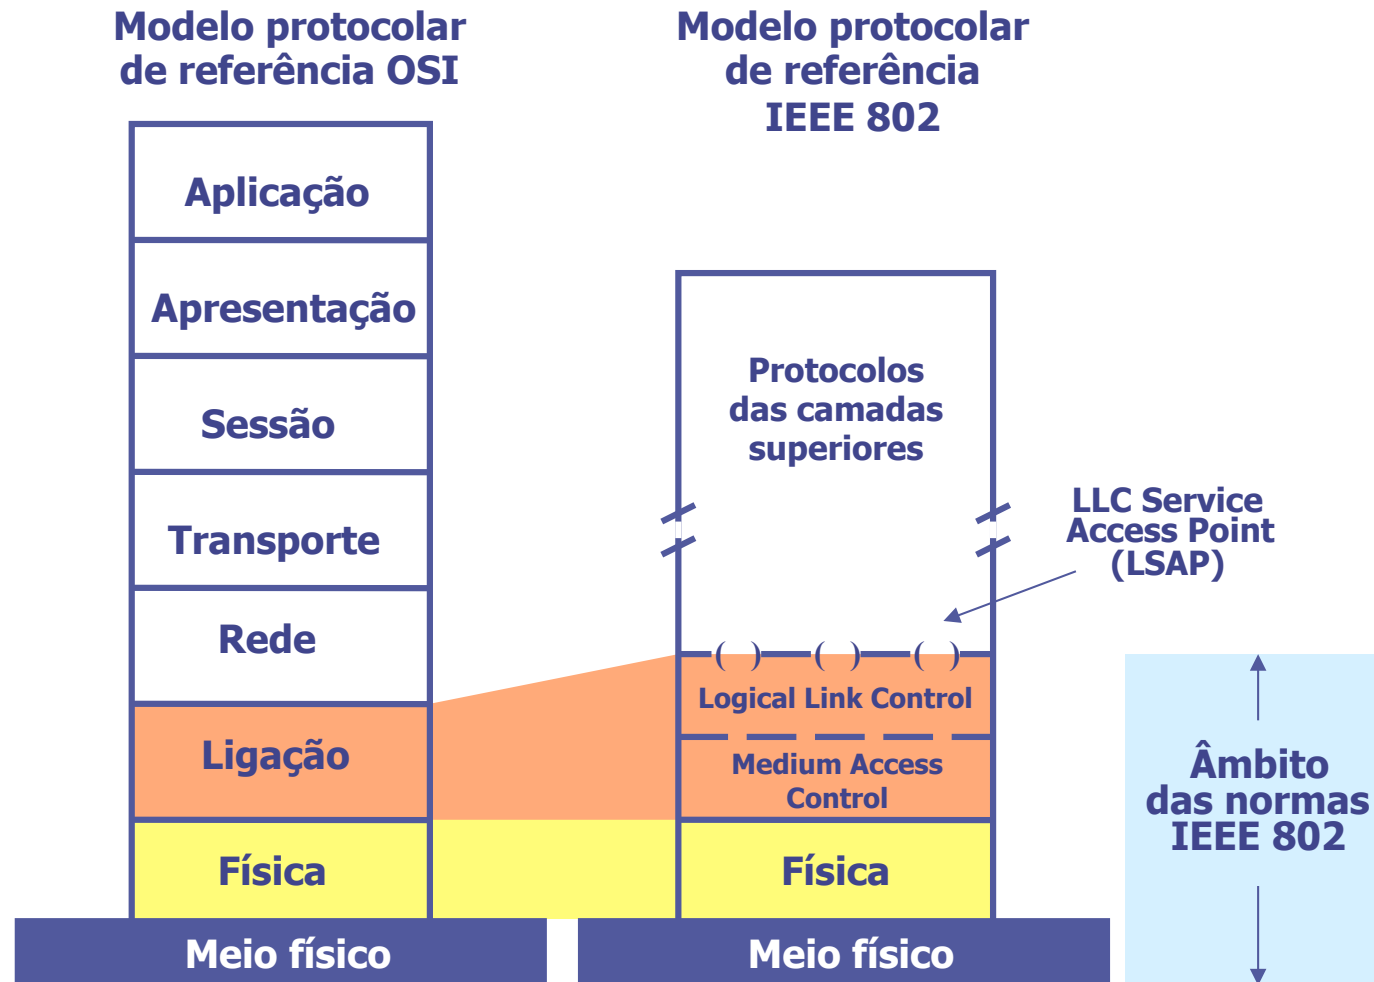 Modelo protocolar
de referência OSI
Aplicação
Apresentação
Sessão
Transporte
Rede
Ligação
Física
Meio físico
Modelo protocolar
de referência
IEEE 802
Protocolos
das camadas
superiores
LLC Service
Access Point
(LSAP)
Logical Link Control
Medium Access
Control
Física
Meio físico
Âmbito
das normas
IEEE 802